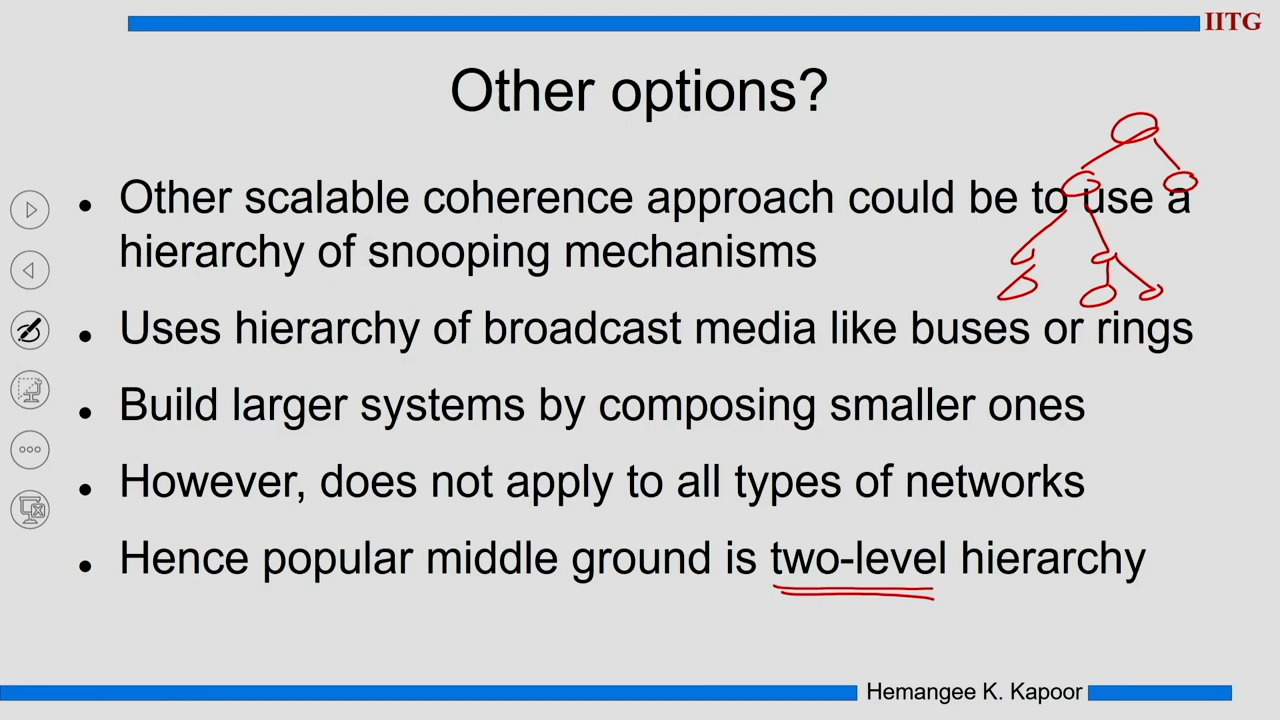 IITG
Other options?
• Other scalable coherence approach could be to use a
hierarchy of snooping mechanisms
• Uses hierarchy of broadcast media like buses or rings
• Build larger systems by composing smaller ones
• However, does not apply to all types of networks
• Hence popular middle ground is two-level hierarchy
Hemangee K. Kapoor